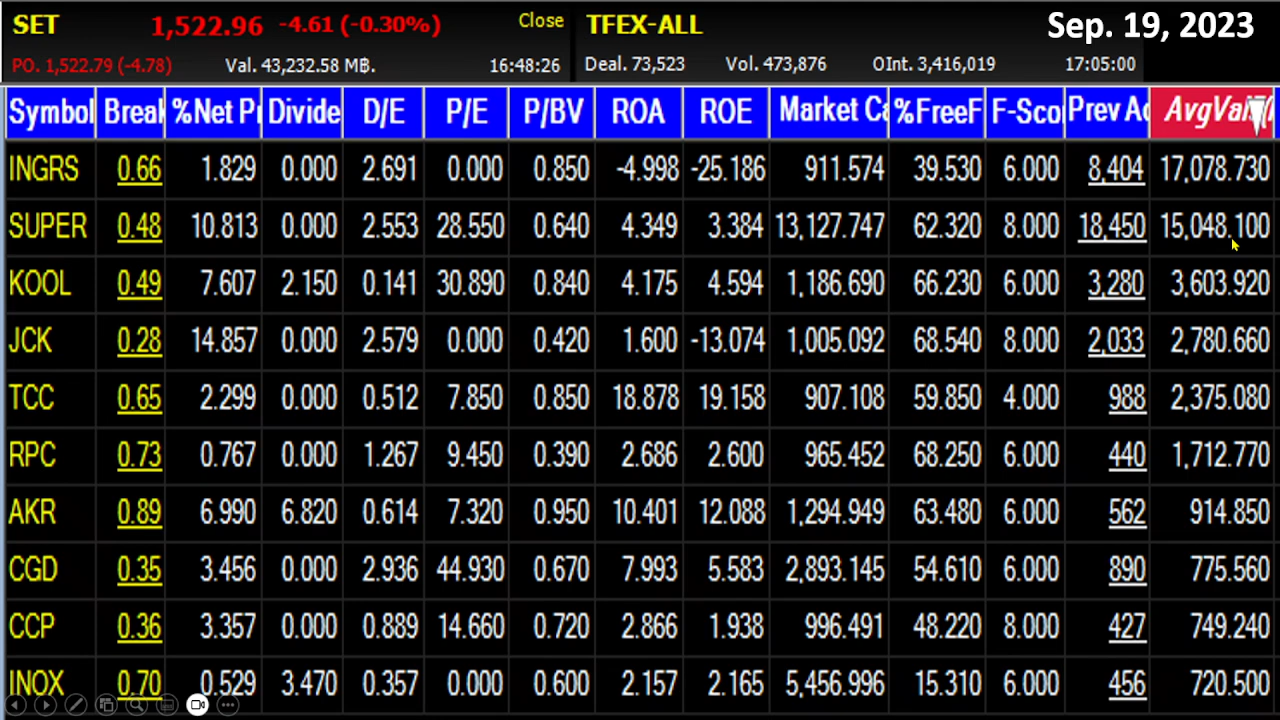 SET 1,522.96 -4.61 (-0.30%) Close TFEX-ALL Sep. 19, 2023
PO. 1,522.79 (-4.78) Val. 43,232.58 M฿. 16:48:26 Deal. 73,523 Vol. 473,876 OInt. 3,416,019 17:05:00
Symbol Break %Net Pr Divide D/E P/E P/BV ROA ROE Market Ca %FreeF F-Sco Prev Ac AvgVal
INGRS 0.66 1.829 0.000 2.691 0.000 0.850 -4.998 -25.186 911.574 39.530 6.000 8,404 17,078.730
SUPER 0.48 10.813 0.000 2.553 28.550 0.640 4.349 3.384 13,127.747 62.320 8.000 18,450 15,048.100
KOOL 0.49 7.607 2.150 0.141 30.890 0.840 4.175 4.594 1,186.690 66.230 6.000 3,280 3,603.920
JCK 0.28 14.857 0.000 2.579 0.000 0.420 1.600 -13.074 1,005.092 68.540 8.000 2,033 2,780.660
TCC 0.65 2.299 0.000 0.512 7.850 0.850 18.878 19.158 907.108 59.850 4.000 988 2,375.080
RPC 0.73 0.767 0.000 1.267 9.450 0.390 2.686 2.600 965.452 68.250 6.000 440 1,712.770
AKR 0.89 6.990 6.820 0.614 7.320 0.950 10.401 12.088 1,294.949 63.480 6.000 562 914.850
CGD 0.35 3.456 0.000 2.936 44.930 0.670 7.993 5.583 2,893.145 54.610 6.000 890 775.560
CCP 0.36 3.357 0.000 0.889 14.660 0.720 2.866 1.938 996.491 48.220 8.000 427 749.240
INOX 0.70 0.529 3.470 0.357 0.000 0.600 2.157 2.165 5,456.996 15.310 6.000 456 720.500